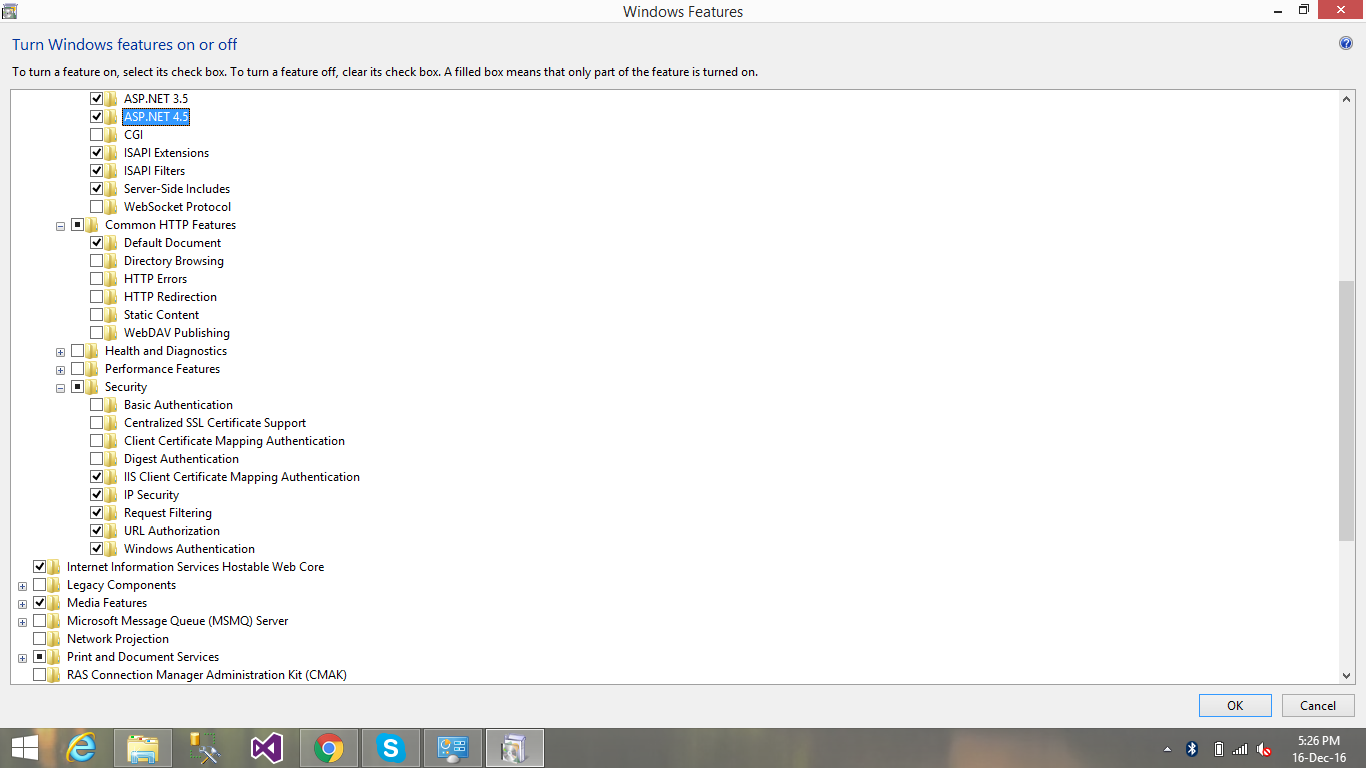 Windows Features
Turn Windows features on or off
To turn a feature on, select its check box. To turn a feature off, clear its check box. A filled box means that only part of the feature is turned on.
ASP.NET 3.5
ASP.NET 4.5
CGI
ISAPI Extensions
ISAPI Filters
Server-Side Includes
WebSocket Protocol
Common HTTP Features
Default Document
Directory Browsing
HTTP Errors
HTTP Redirection
Static Content
WebDAV Publishing
Health and Diagnostics
Performance Features
Security
Basic Authentication
Centralized SSL Certificate Support
Client Certificate Mapping Authentication
Digest Authentication
IIS Client Certificate Mapping Authentication
IP Security
Request Filtering
URL Authorization
Windows Authentication
Internet Information Services Hostable Web Core
Legacy Components
Media Features
Microsoft Message Queue (MSMQ) Server
Network Projection
Print and Document Services
RAS Connection Manager Administration Kit (CMAK)
OK
Cancel
5:26 PM
16-Dec-16